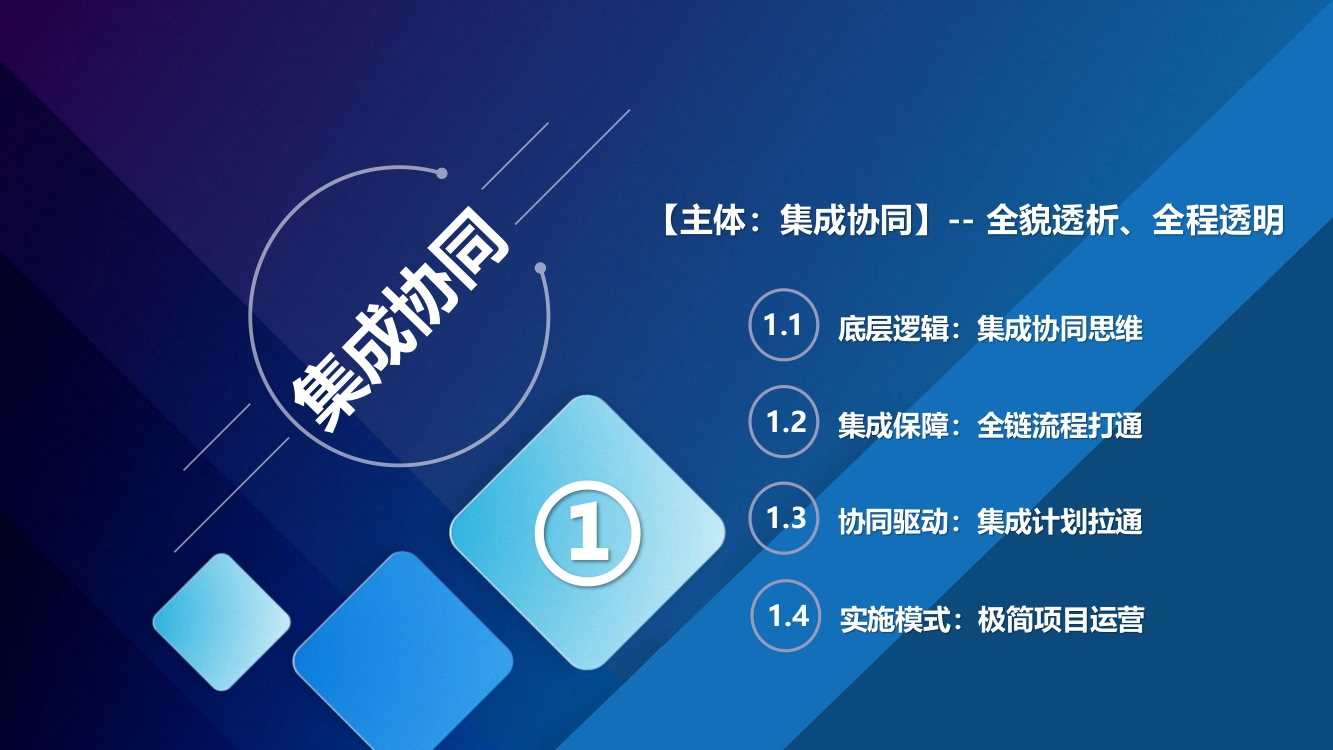 集成协同
①
【主体：集成协同】-- 全貌透析、全程透明
1.1 底层逻辑：集成协同思维
1.2 集成保障：全链流程打通
1.3 协同驱动：集成计划拉通
1.4 实施模式：极简项目运营